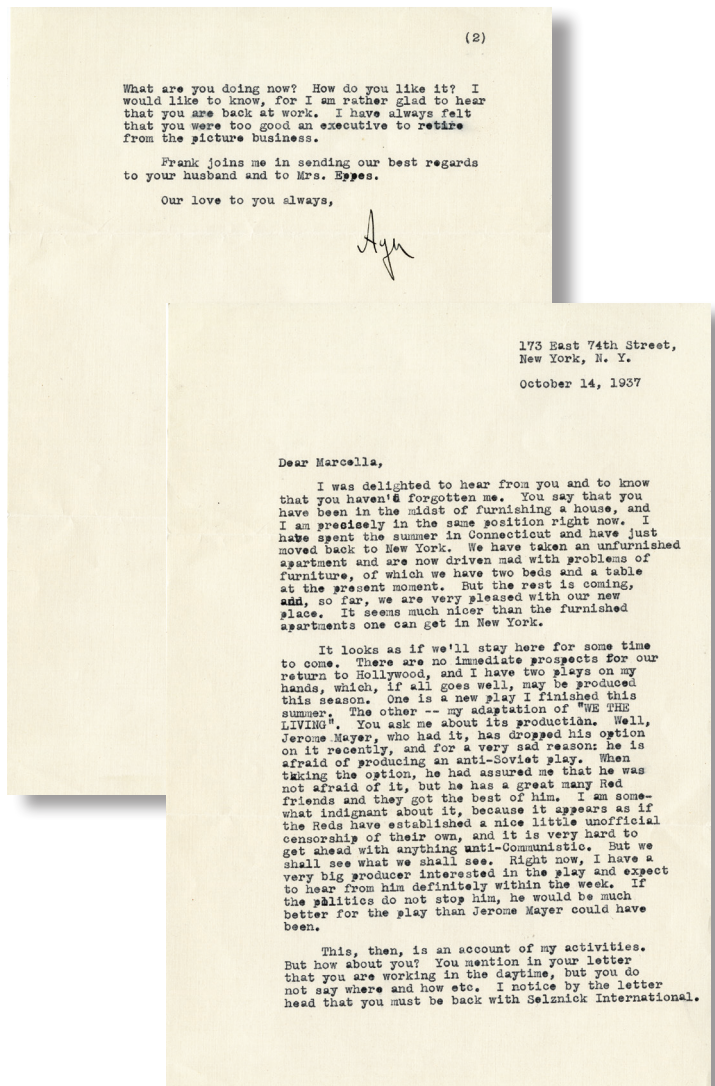 (2)
What are you doing now? How do you like it? I
would like to know, for I am rather glad to hear
that you are back at work. I have always felt
that you were too good an executive to retire
from the picture business.
Frank joins me in sending our best regards
to your husband and to Mrs. Eppes.
Our love to you always,
Ayn
173 East 74th Street,
New York, N. Y.
October 14, 1937
Dear Marcella,
I was delighted to hear from you and to know
that you haven't forgotten me. You say that you
have been in the midst of furnishing a house, and
I am precisely in the same position right now. I
have spent the summer in Connecticut and have just
moved back to New York. We have taken an unfurnished
apartment and are now driven mad with problems of
furniture, of which we have two beds and a table
at the present moment. But the rest is coming,
and, so far, we are very pleased with our new
place. It seems much nicer than the furnished
apartments one can get in New York.
It looks as if we'll stay here for some time
to come. There are no immediate prospects for our
return to Hollywood, and I have two plays on my
hands, which, if all goes well, may be produced
this season. One is a new play I finished this
summer. The other -- my adaptation of "WE THE
LIVING". You ask me about its production. Well,
Jerome Mayer, who had it, has dropped his option
on it recently, and for a very sad reason: he is
afraid of producing an anti-Soviet play. When
taking the option, he had assured me that he was
not afraid of it, but he has a great many Red
friends and they got the best of him. I am some-
what indignant about it, because it appears as if
the Reds have established a nice little unofficial
censorship of their own, and it is very hard to
get ahead with anything anti-Communistic. But we
shall see what we shall see. Right now, I have a
very big producer interested in the play and expect
to hear from him definitely within the week. If
the politics do not stop him, he would be much
better for the play than Jerome Mayer could have
been.
This, then, is an account of my activities.
But how about you? You mention in your letter
that you are working in the daytime, but you do
not say where and how etc. I notice by the letter
head that you must be back with Selznick International.